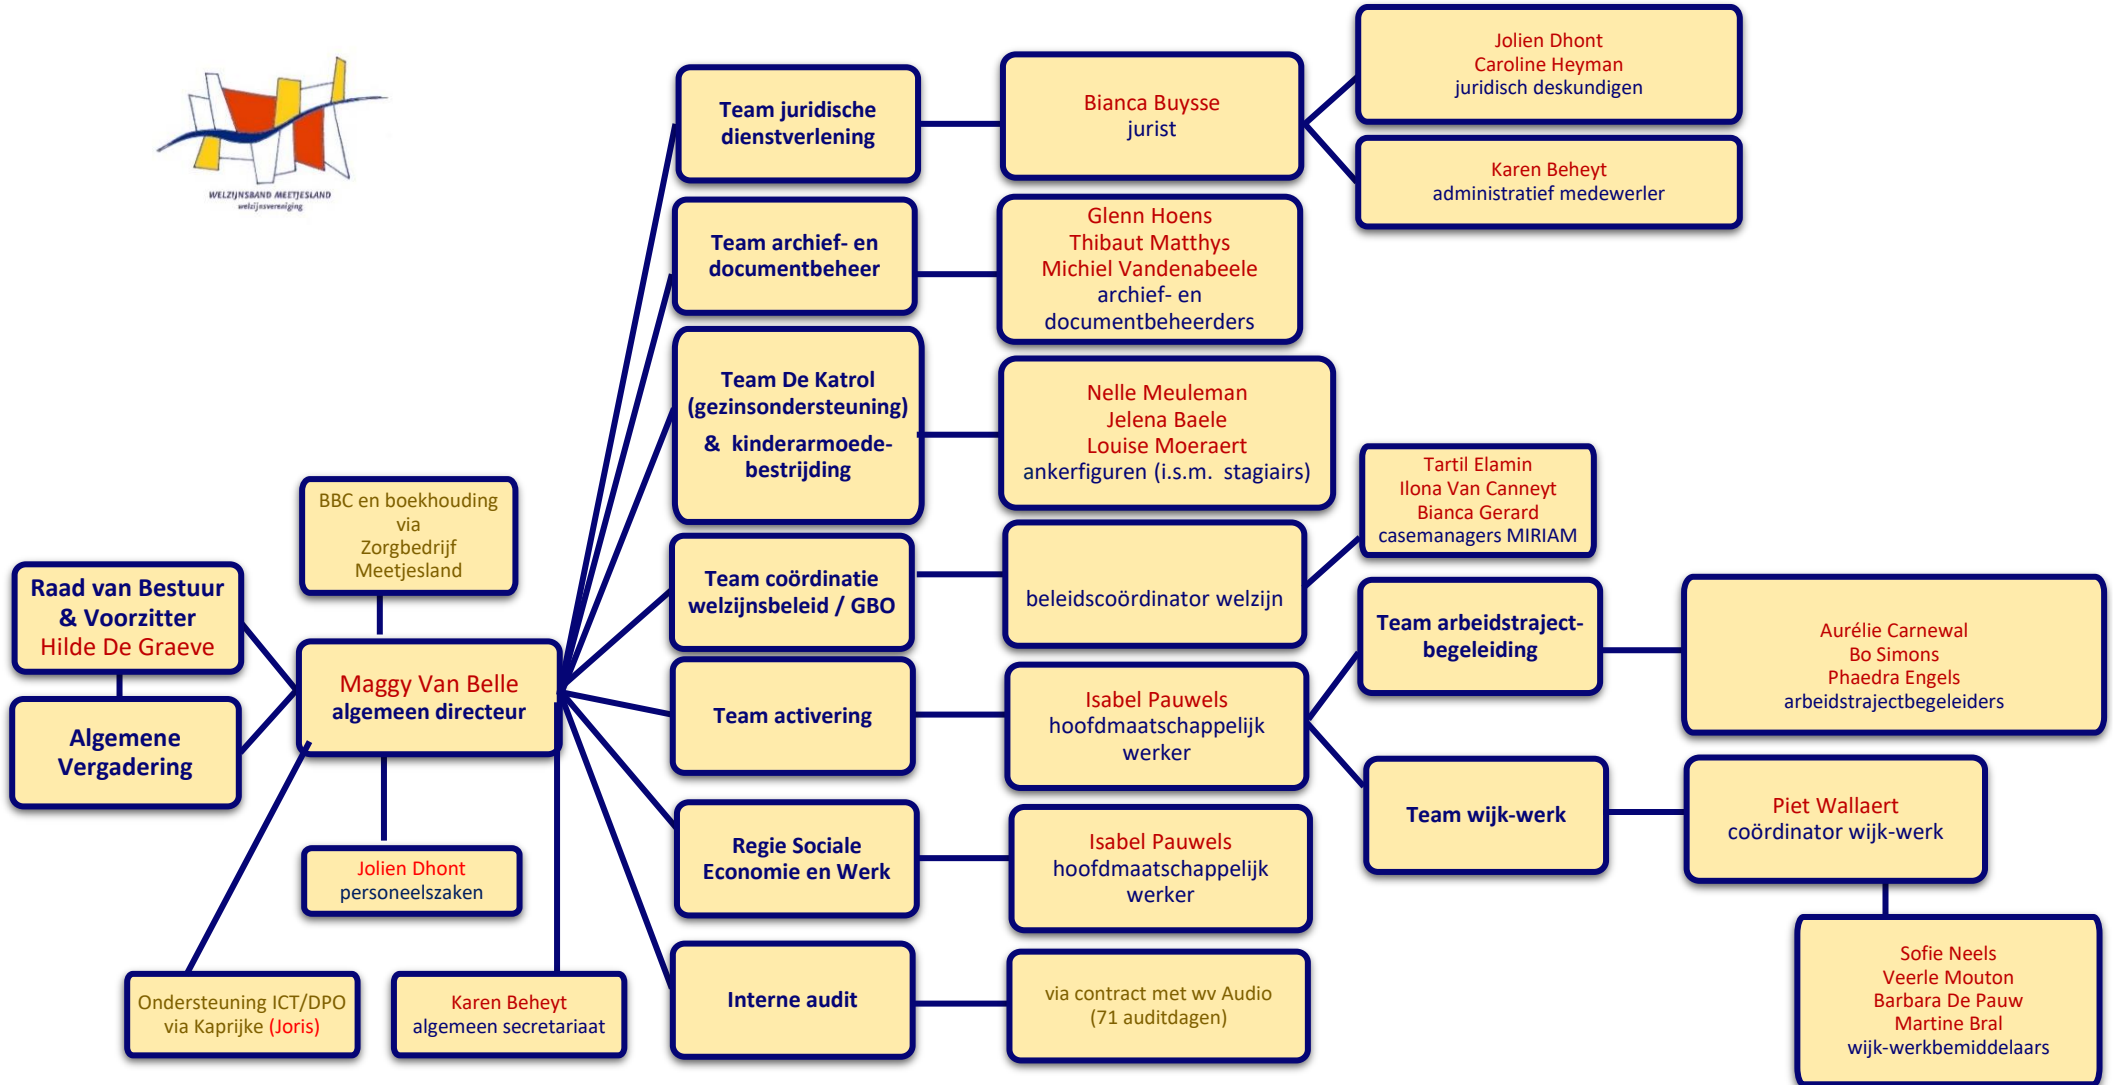 WELZIJNSBAND MEETJESLAND
welzijnsvereniging
Raad van Bestuur
& Voorzitter
Hilde De Graeve
Algemene
Vergadering
BBC en boekhouding
via
Zorgbedrijf
Meetjesland
Maggy Van Belle
algemeen directeur
Jolien Dhont
personeelszaken
Ondersteuning ICT/DPO
via Kaprijke (Joris)
Karen Beheyt
algemeen secretariaat
Team juridische
dienstverlening
Bianca Buysse
jurist
Jolien Dhont
Caroline Heyman
juridisch deskundigen
Karen Beheyt
administratief medewerler
Team archief- en
documentbeheer
Glenn Hoens
Thibaut Matthys
Michiel Vandenabeele
archief- en
documentbeheerders
Team De Katrol
(gezinsondersteuning)
& kinderarmoede-
bestrijding
Nelle Meuleman
Jelena Baele
Louise Moeraert
ankerfiguren (i.s.m. stagiairs)
Team coördinatie
welzijnsbeleid / GBO
beleidscoördinator welzijn
Tartil Elamin
Ilona Van Canneyt
Bianca Gerard
casemanagers MIRIAM
Team activering
Isabel Pauwels
hoofdmaatschappelijk
werker
Team arbeidstraject-
begeleiding
Aurélie Carnewal
Bo Simons
Phaedra Engels
arbeidstrajectbegeleiders
Team wijk-werk
Piet Wallaert
coördinator wijk-werk
Sofie Neels
Veerle Mouton
Barbara De Pauw
Martine Bral
wijk-werkbemiddelaars
Regie Sociale
Economie en Werk
Isabel Pauwels
hoofdmaatschappelijk
werker
Interne audit
via contract met wv Audio
(71 auditdagen)